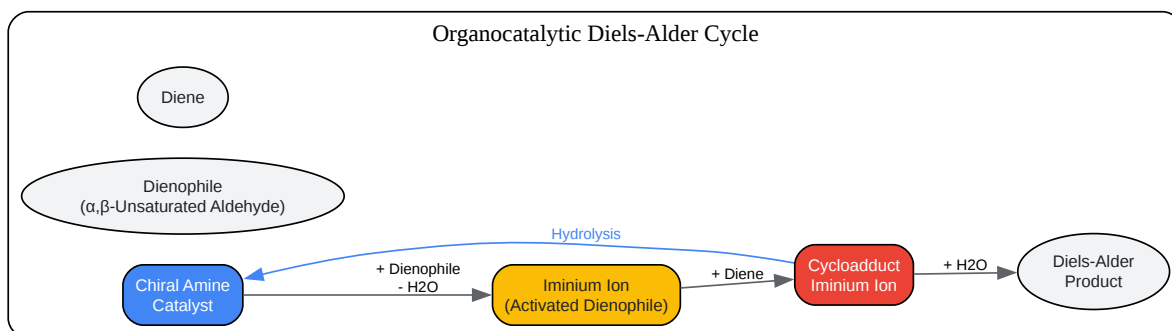 Organocatalytic Diels-Alder Cycle
Diene
Dienophile
(α,β-Unsaturated Aldehyde)
Hydrolysis
Chiral Amine
Catalyst
+ Dienophile
- H2O
Iminium Ion
(Activated Dienophile)
+ Diene
Cycloadduct
Iminium Ion
+ H2O
Diels-Alder
Product